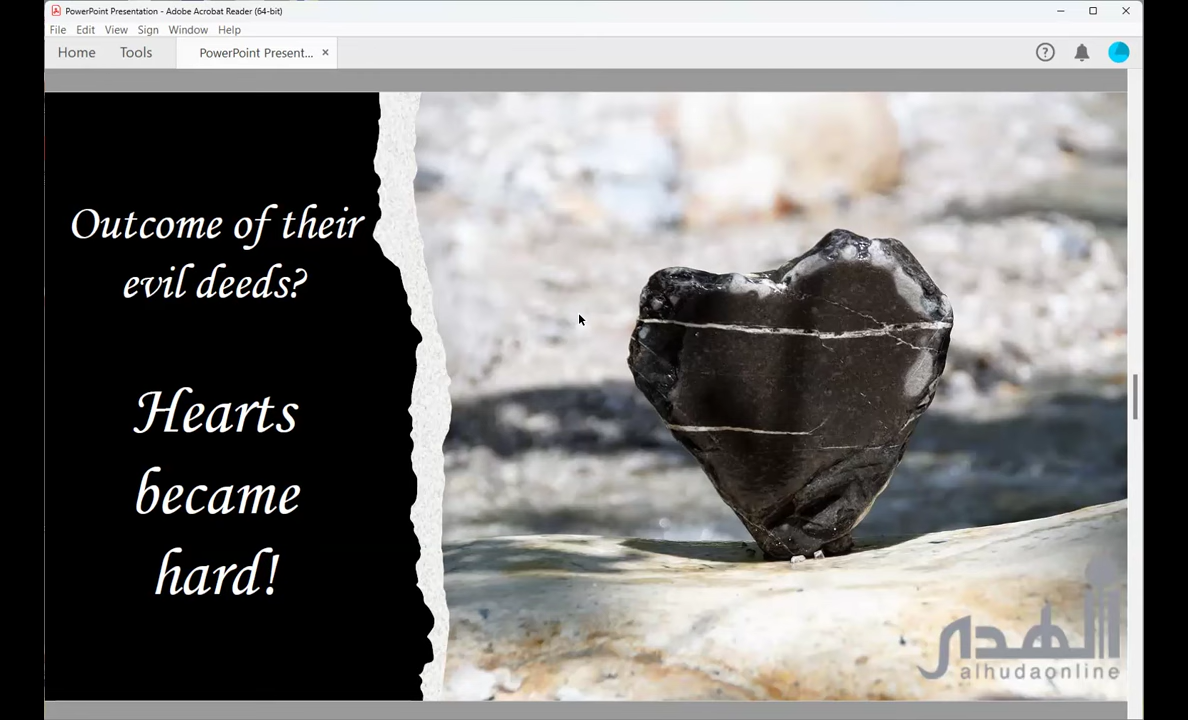 PowerPoint Presentation - Adobe Acrobat Reader (64-bit)
File Edit View Sign Window Help
Home Tools PowerPoint Present... ×
Outcome of their
evil deeds?
Hearts
became
hard!
الهدى
alhudaonline